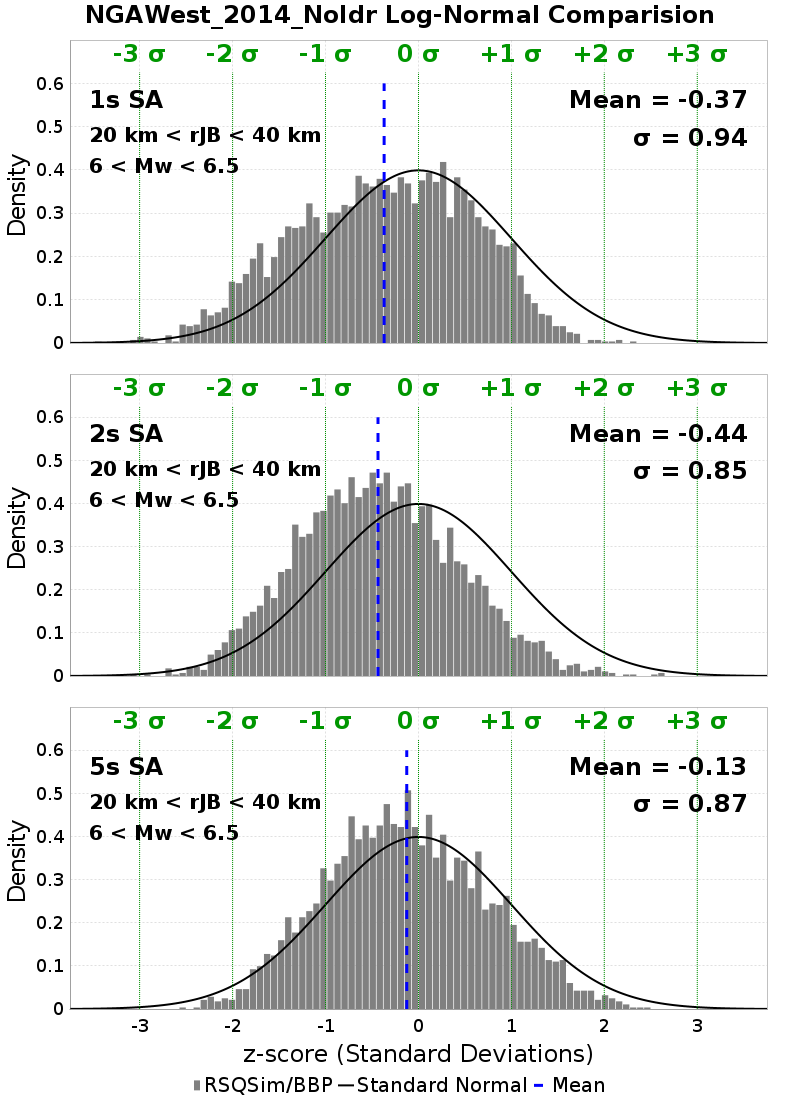 NGAWest_2014_NoIdr Log-Normal Comparision
-3 σ -2 σ -1 σ 0 σ +1 σ +2 σ +3 σ
0.6
1s SA Mean = -0.37
0.5
20 km < rJB < 40 km σ = 0.94
6 < Mw < 6.5
0.4
0.3
0.2
0.1
0
Density
-3 σ -2 σ -1 σ 0 σ +1 σ +2 σ +3 σ
0.6
2s SA Mean = -0.44
0.5
20 km < rJB < 40 km σ = 0.85
6 < Mw < 6.5
0.4
0.3
0.2
0.1
0
Density
-3 σ -2 σ -1 σ 0 σ +1 σ +2 σ +3 σ
0.6
5s SA Mean = -0.13
0.5
20 km < rJB < 40 km σ = 0.87
6 < Mw < 6.5
0.4
0.3
0.2
0.1
0
Density
-3 -2 -1 0 1 2 3
z-score (Standard Deviations)
RSQSim/BBP Standard Normal Mean